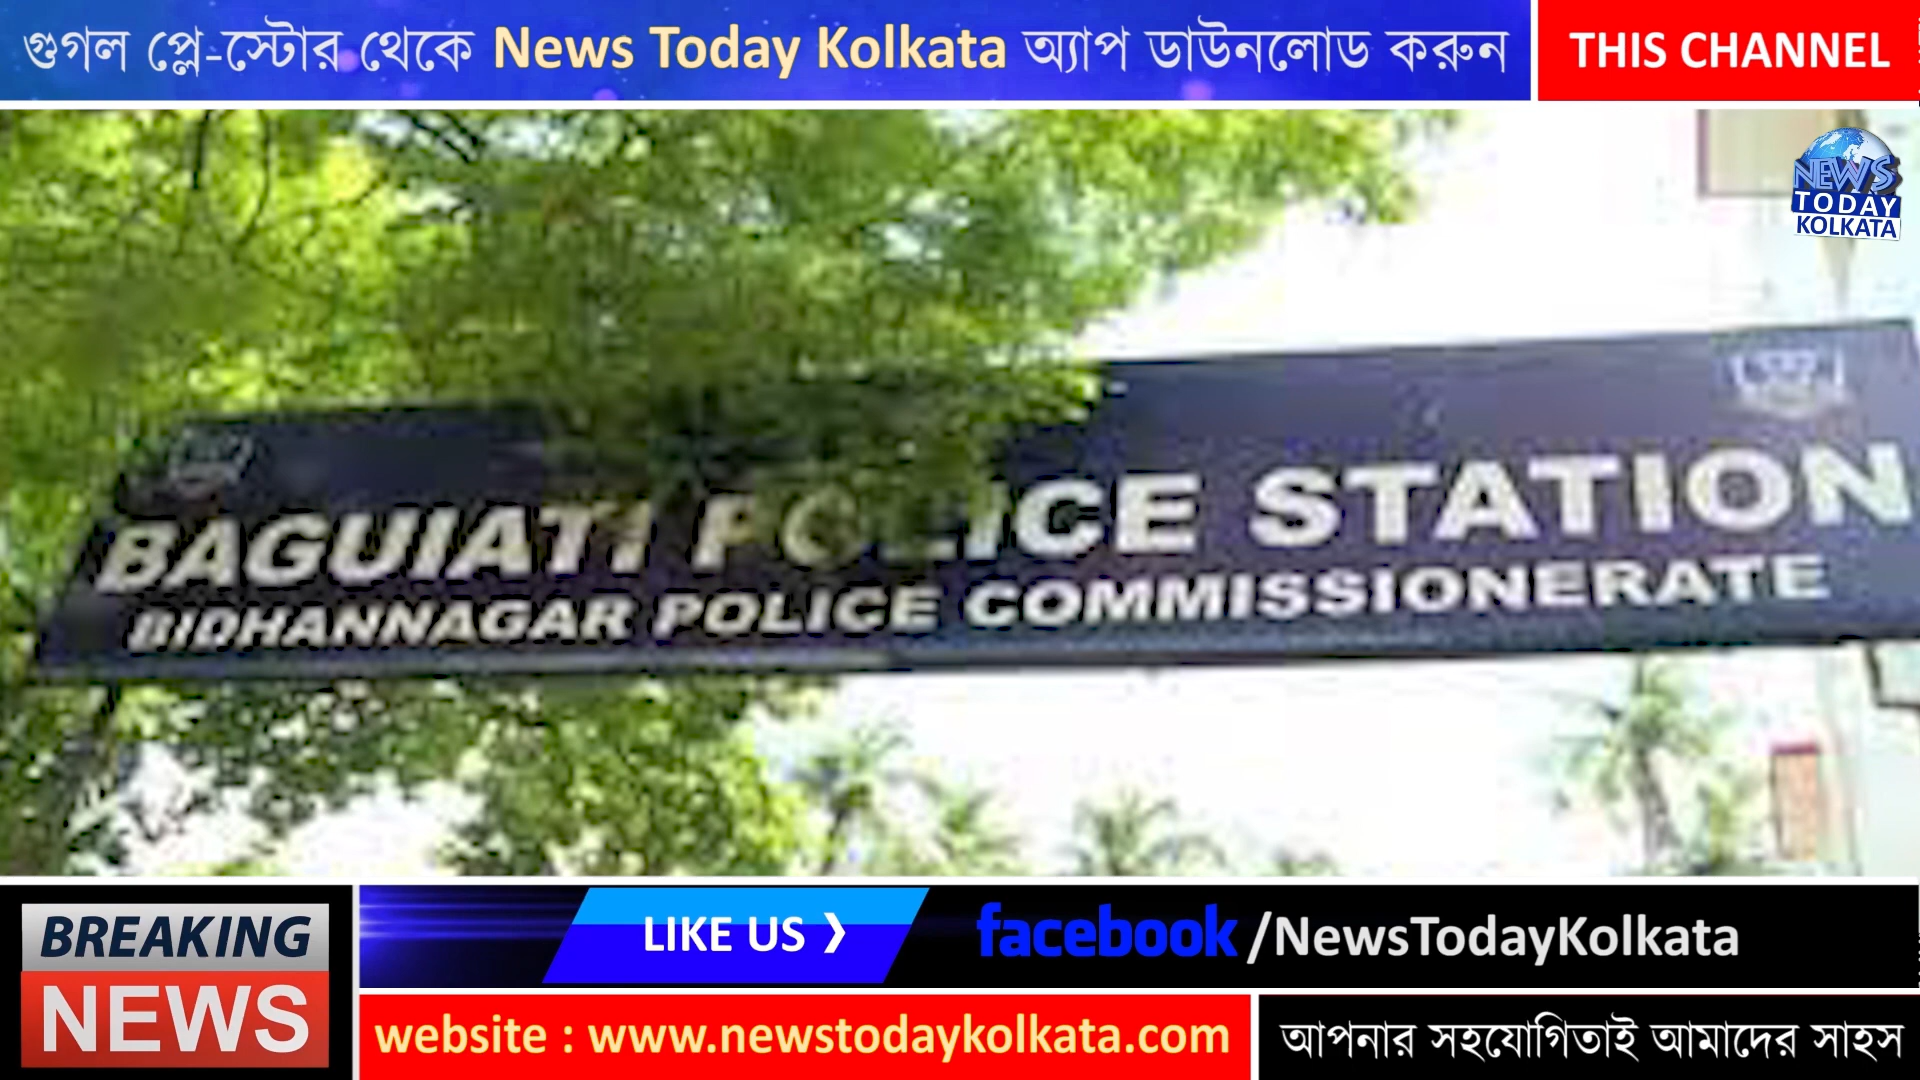 গুগল প্লে-স্টোর থেকে News Today Kolkata অ্যাপ ডাউনলোড করুন
THIS CHANNEL
NEWS
TODAY
KOLKATA
BAGUIATI POLICE STATION
BIDHANNAGAR POLICE COMMISSIONERATE
BREAKING
NEWS
LIKE US ❯
facebook /NewsTodayKolkata
website : www.newstodaykolkata.com
আপনার সহযোগিতাই আমাদের সাহস